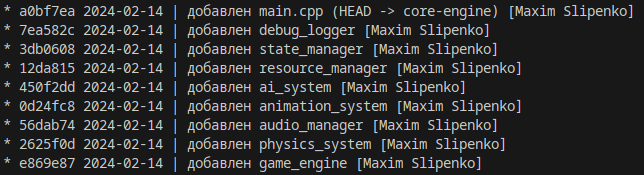 * a0bf7ea 2024-02-14 | добавлен main.cpp (HEAD -> core-engine) [Maxim Slipenko]
* 7ea582c 2024-02-14 | добавлен debug_logger [Maxim Slipenko]
* 3db0608 2024-02-14 | добавлен state_manager [Maxim Slipenko]
* 12da815 2024-02-14 | добавлен resource_manager [Maxim Slipenko]
* 450f2dd 2024-02-14 | добавлен ai_system [Maxim Slipenko]
* 0d24fc8 2024-02-14 | добавлен animation_system [Maxim Slipenko]
* 56dab74 2024-02-14 | добавлен audio_manager [Maxim Slipenko]
* 2625f0d 2024-02-14 | добавлен physics_system [Maxim Slipenko]
* e869e87 2024-02-14 | добавлен game_engine [Maxim Slipenko]